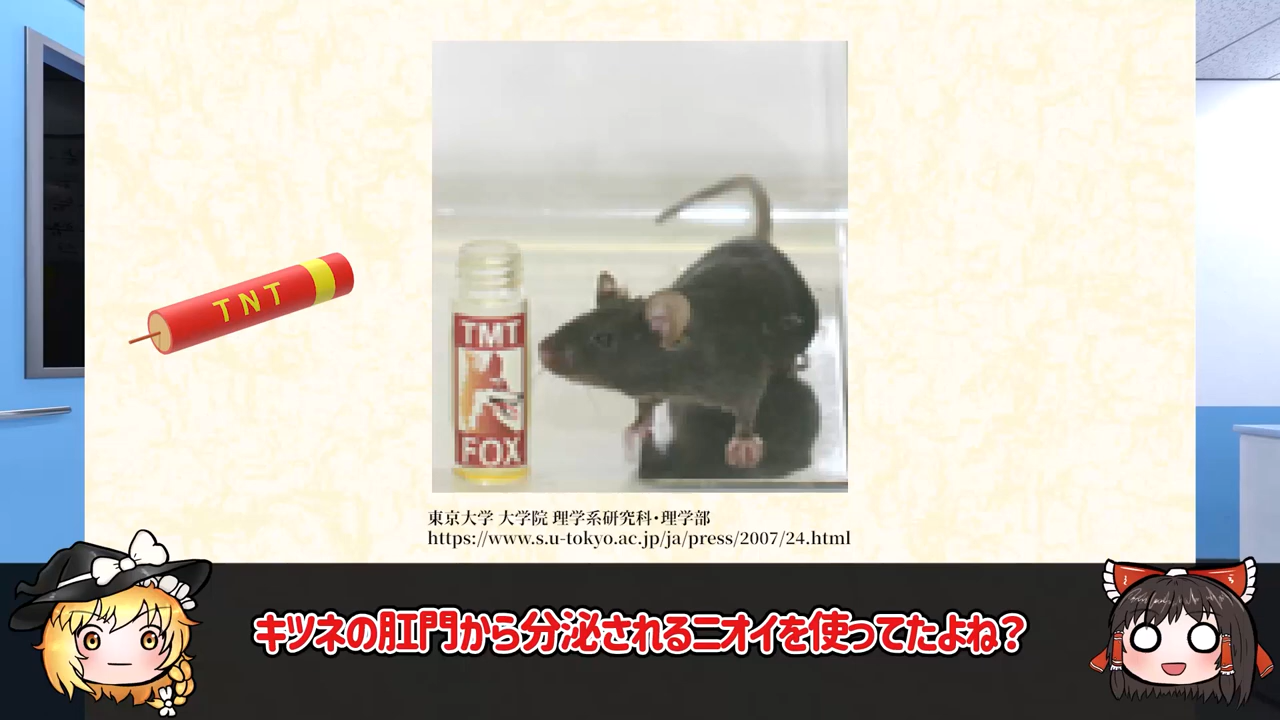 TNT
TMT
FOX
東京大学 大学院 理学系研究科・理学部
https://www.s.u-tokyo.ac.jp/ja/press/2007/24.html
キツネの肛門から分泌されるニオイを使ってたよね？